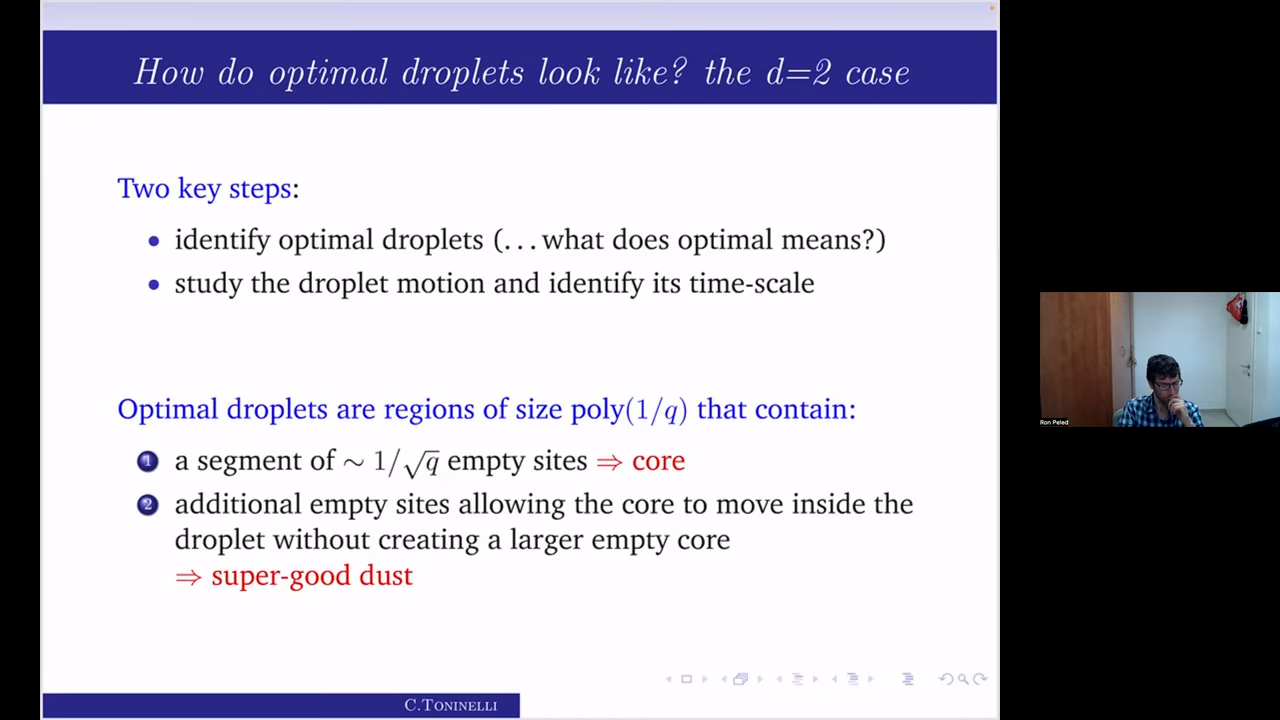 How do optimal droplets look like? the d=2 case
Two key steps:
• identify optimal droplets (. . . what does optimal means?)
• study the droplet motion and identify its time-scale
Optimal droplets are regions of size poly(1/q) that contain:
1 a segment of ∼ 1/√q empty sites ⇒ core
2 additional empty sites allowing the core to move inside the
droplet without creating a larger empty core
⇒ super-good dust
Ron Peled
C.Toninelli